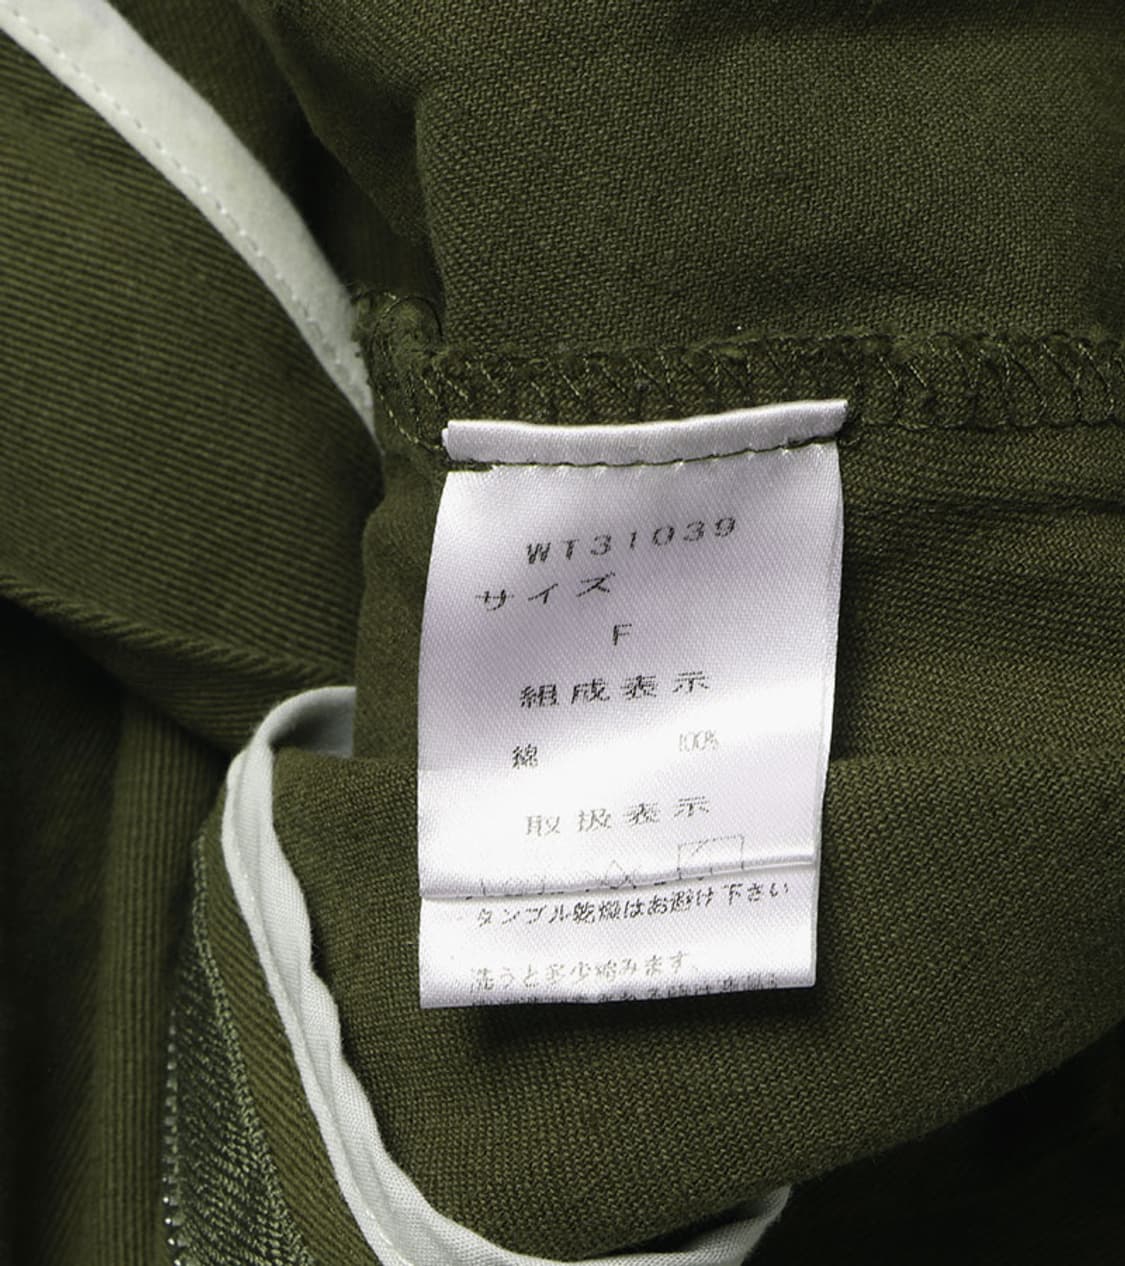 WT31039
サイズ
F
組成表示
綿 100%
取扱表示
タンブル乾燥はお避け下さい
洗うと多少縮みます。